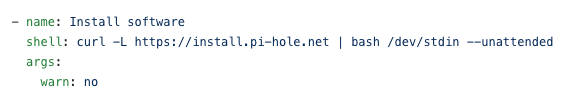 - name: Install software
  shell: curl -L https://install.pi-hole.net | bash /dev/stdin --unattended
  args:
    warn: no